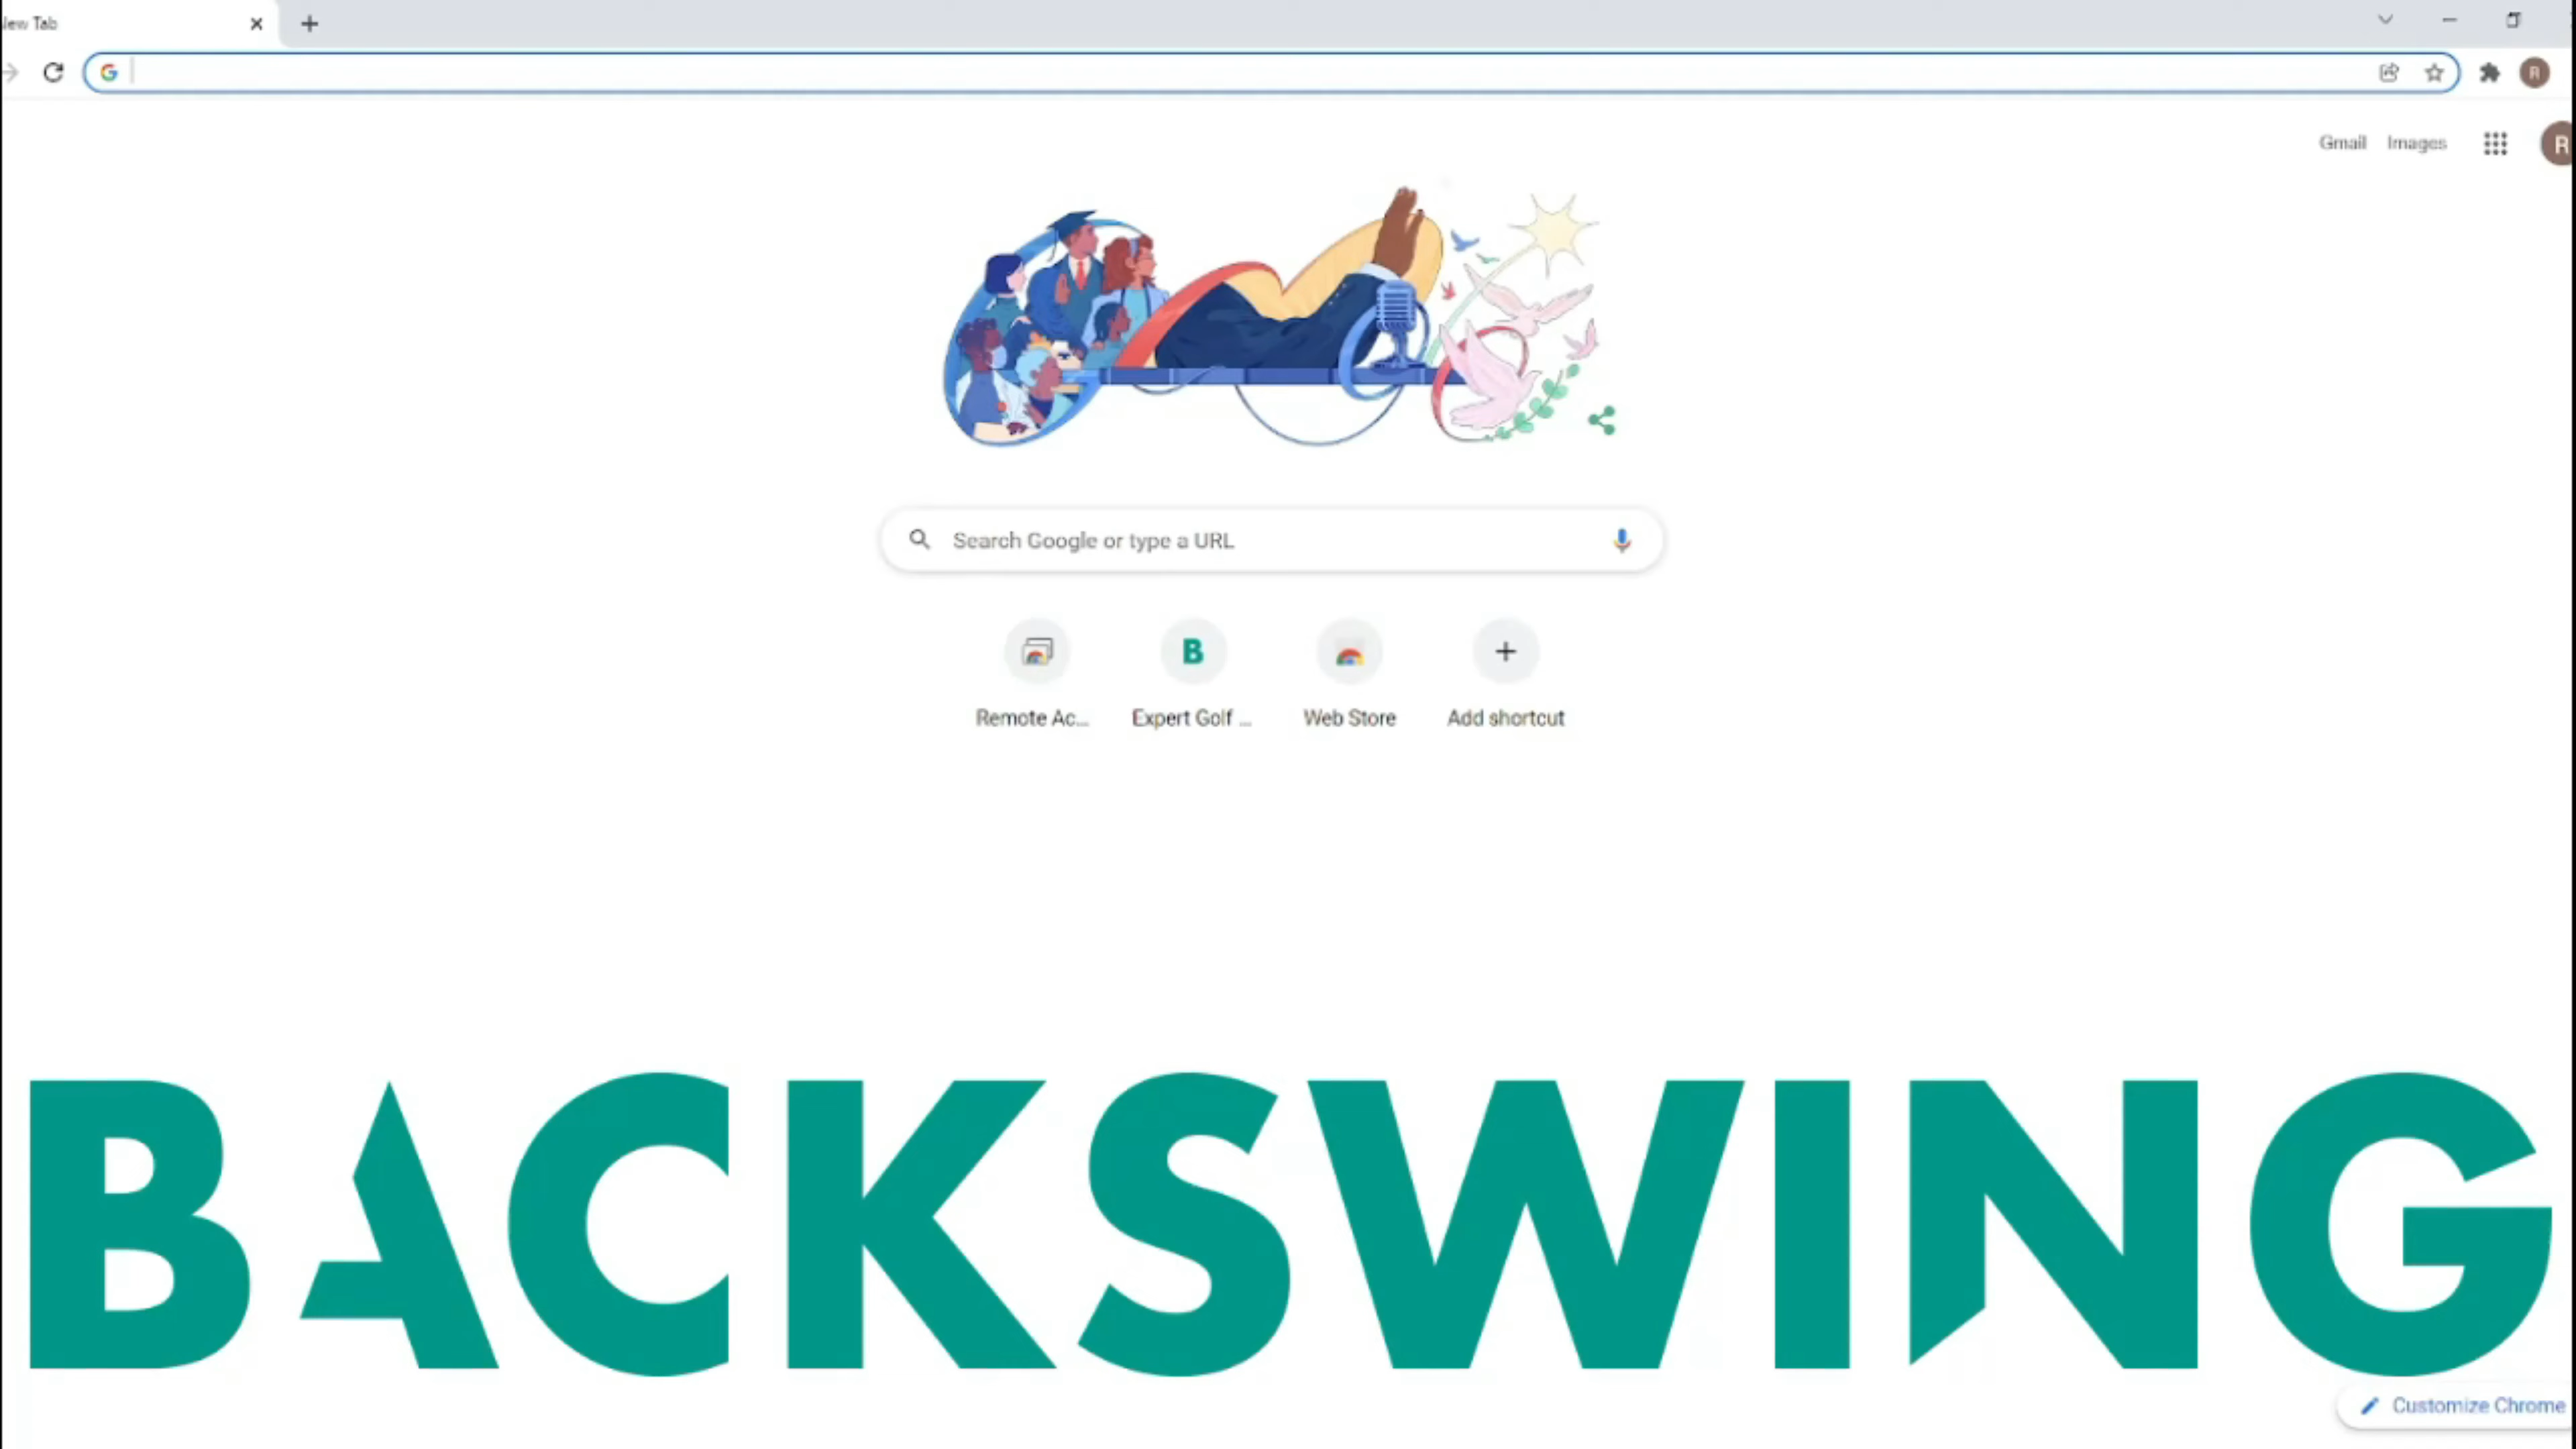 New Tab
Gmail Images
R
R
Search Google or type a URL
B
Remote Ac... Expert Golf ... Web Store Add shortcut
BACKSWING
Customize Chrome